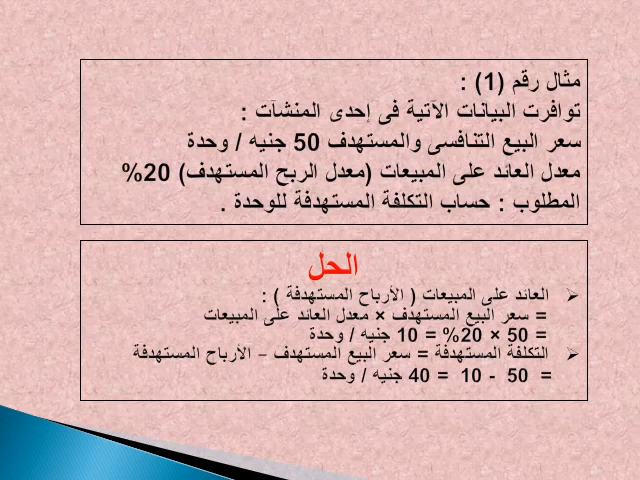 مثال رقم (1) :
توافرت البيانات الآتية فى إحدى المنشآت :
سعر البيع التنافسى والمستهدف 50 جنيه / وحدة
معدل العائد على المبيعات (معدل الربح المستهدف) 20%
المطلوب : حساب التكلفة المستهدفة للوحدة .
الحل
العائد على المبيعات ( الأرباح المستهدفة ) :
= سعر البيع المستهدف × معدل العائد على المبيعات
= 50 × 20% = 10 جنيه / وحدة
التكلفة المستهدفة = سعر البيع المستهدف – الأرباح المستهدفة
= 50 - 10 = 40 جنيه / وحدة